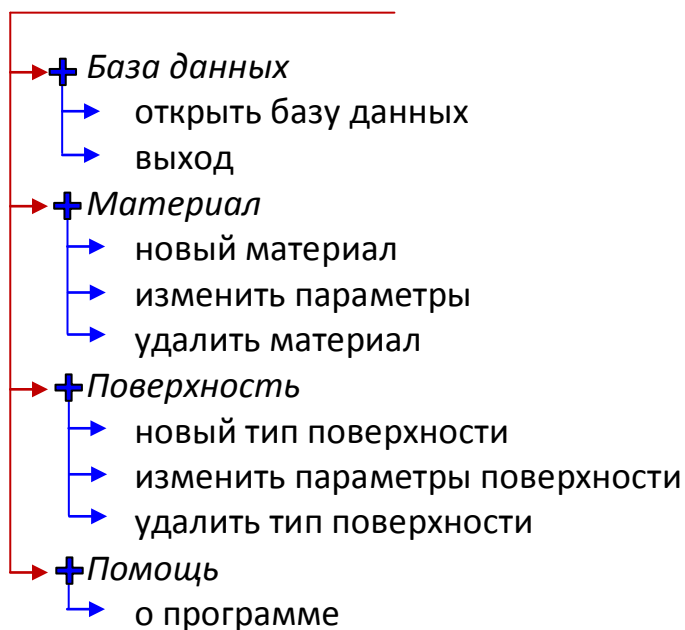 База данных
открыть базу данных
выход
Материал
новый материал
изменить параметры
удалить материал
Поверхность
новый тип поверхности
изменить параметры поверхности
удалить тип поверхности
Помощь
о программе